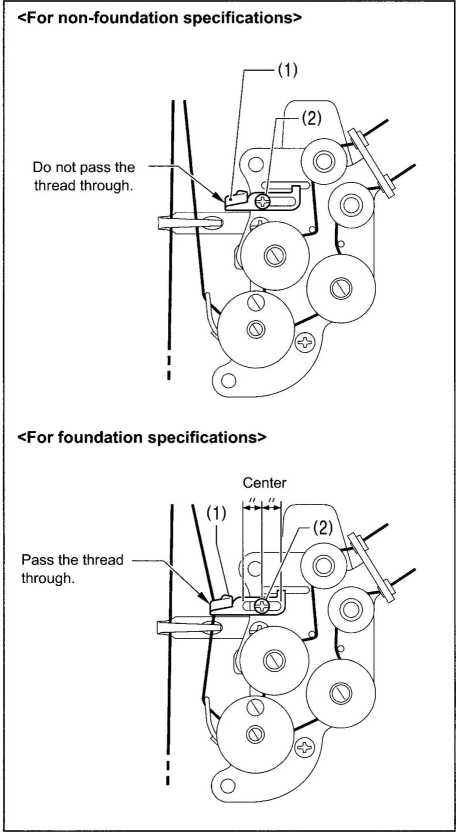 <For non-foundation specifications>
(1)
(2)
Do not pass the
thread through.
<For foundation specifications>
Center
〃 〃
(1)
(2)
Pass the thread
through.